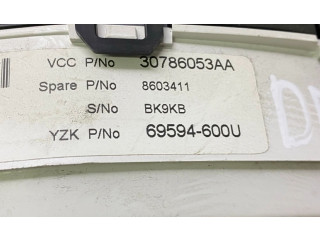 VCC P/No 30786053AA
Spare P/No 8603411
S/No BK9KB
YZK P/No 69594-600U